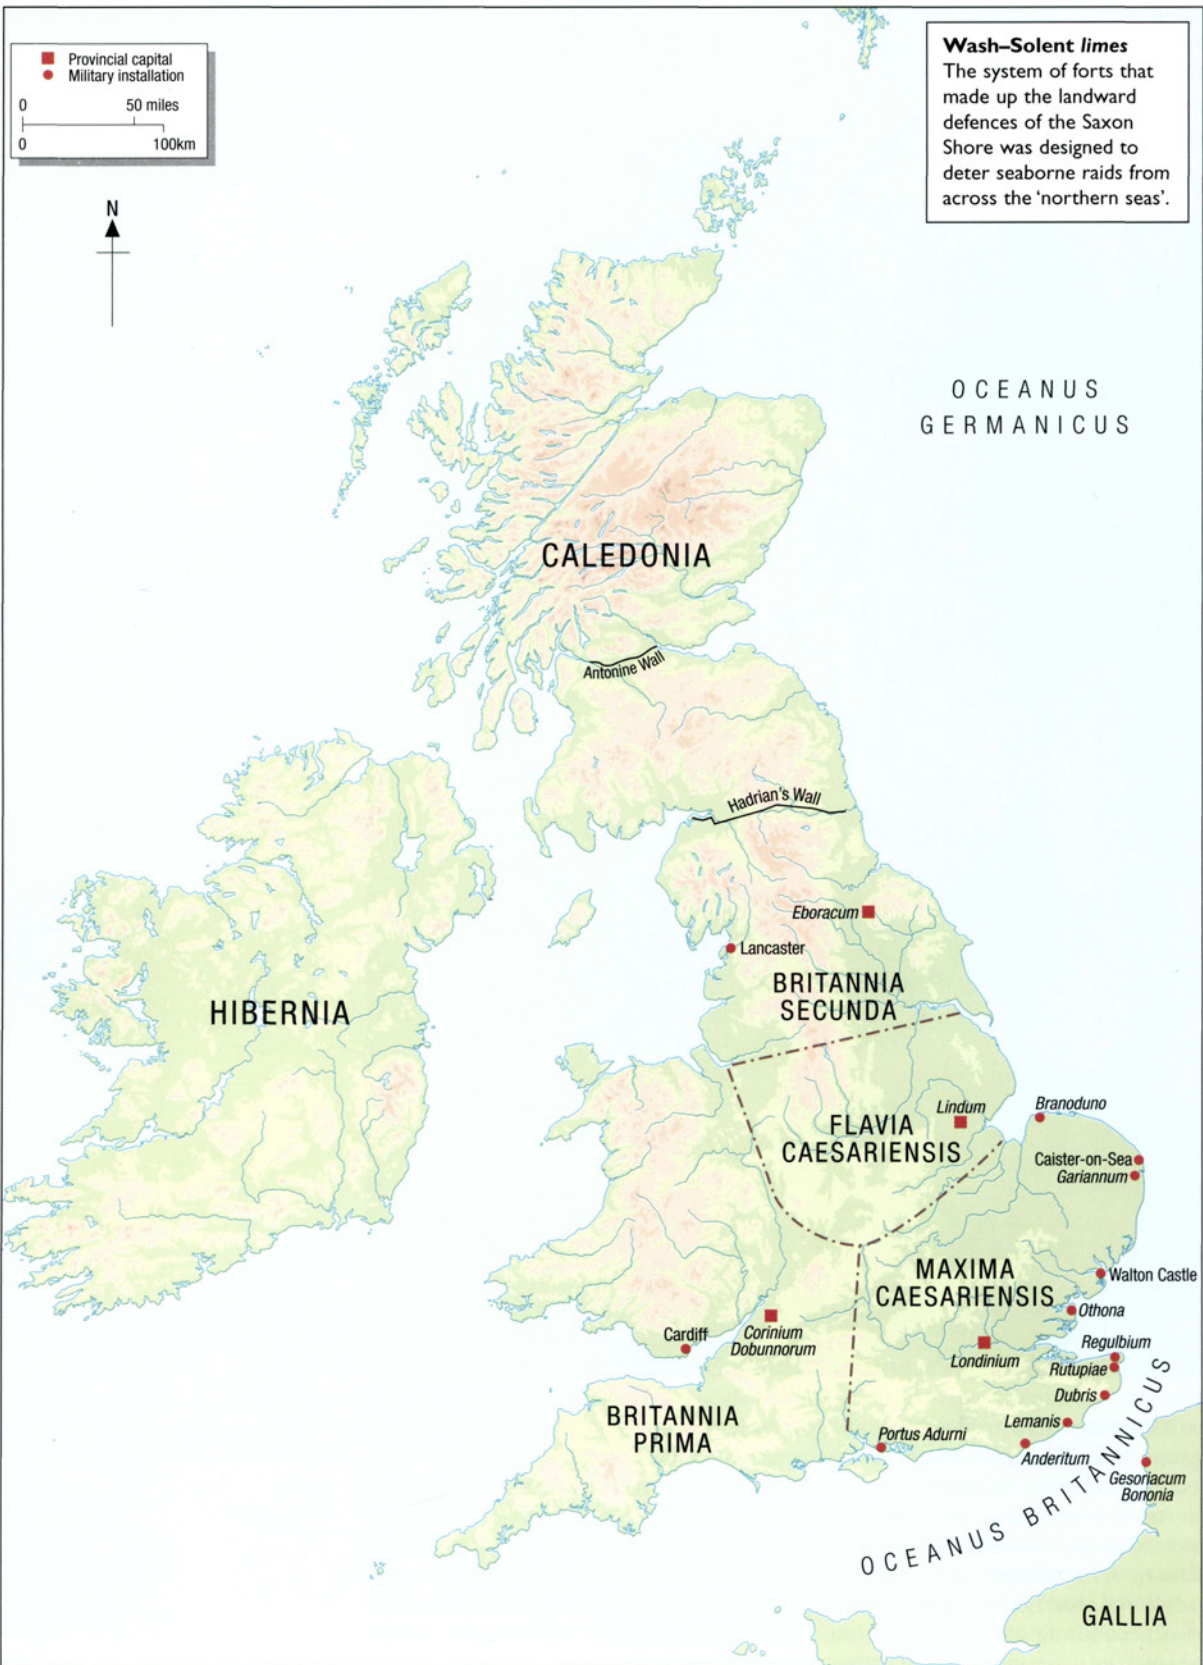 Provincial capital
Military installation
0 50 miles
0 100km
N
Wash–Solent limes
The system of forts that
made up the landward
defences of the Saxon
Shore was designed to
deter seaborne raids from
across the ‘northern seas’.
OCEANUS
GERMANICUS
CALEDONIA
Antonine Wall
Hadrian's Wall
Eboracum
Lancaster
BRITANNIA
SECUNDA
HIBERNIA
Lindum
Branoduno
FLAVIA
CAESARIENSIS
Caister-on-Sea
Gariannum
MAXIMA
CAESARIENSIS
Walton Castle
Othona
Cardiff
Corinium
Dobunnorum
Londinium
Regulbium
Rutupiae
Dubris
BRITANNIA
PRIMA
Lemanis
Portus Adurni
Anderitum
Gesoriacum
Bononia
OCEANUS BRITANNICUS
GALLIA